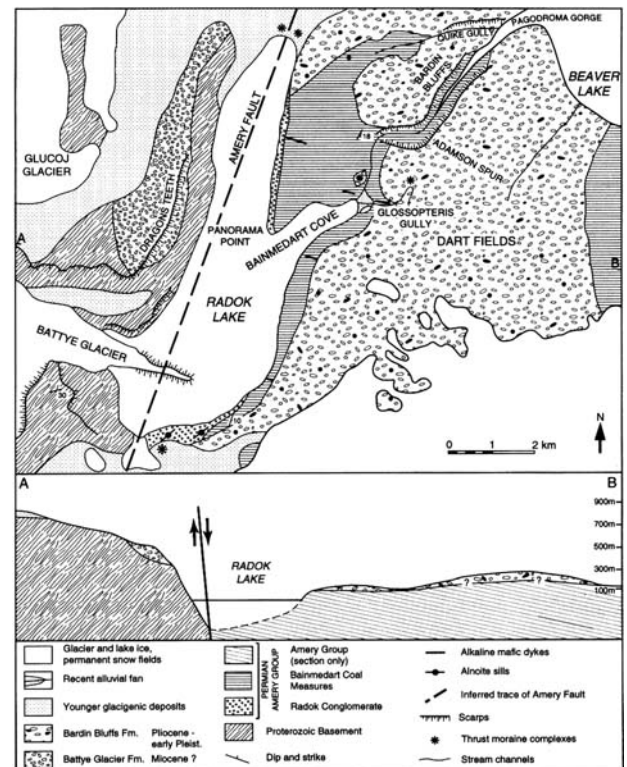 PAGODROMA GORGE
QUIKE GULLY
BARDIN
BLUFFS
BEAVER
LAKE
AMERY FAULT
GLUCOJ
GLACIER
18
ADAMSON SPUR
DRAGONS TEETH
PANORAMA
POINT
BAINMEDART COVE
GLOSSOPTERIS
GULLY
DART FIELDS
A
B
RADOK
LAKE
BATTYE GLACIER
30
10
N
0 1 2 km
A
B
900m
700m
500m
300m
100m
RADOK
LAKE
? ?
Glacier and lake ice,
permanent snow fields
Recent alluvial fan
Younger glacigenic deposits
Bardin Bluffs Fm. Pliocene -
early Pleist.
Battye Glacier Fm. Miocene ?
PERMIAN
AMERY GROUP
Amery Group
(section only)
Bainmedart Coal
Measures
Radok Conglomerate
Proterozoic Basement
Dip and strike
Alkaline mafic dykes
Alnoite sills
Inferred trace of Amery Fault
Scarps
Thrust moraine complexes
Stream channels